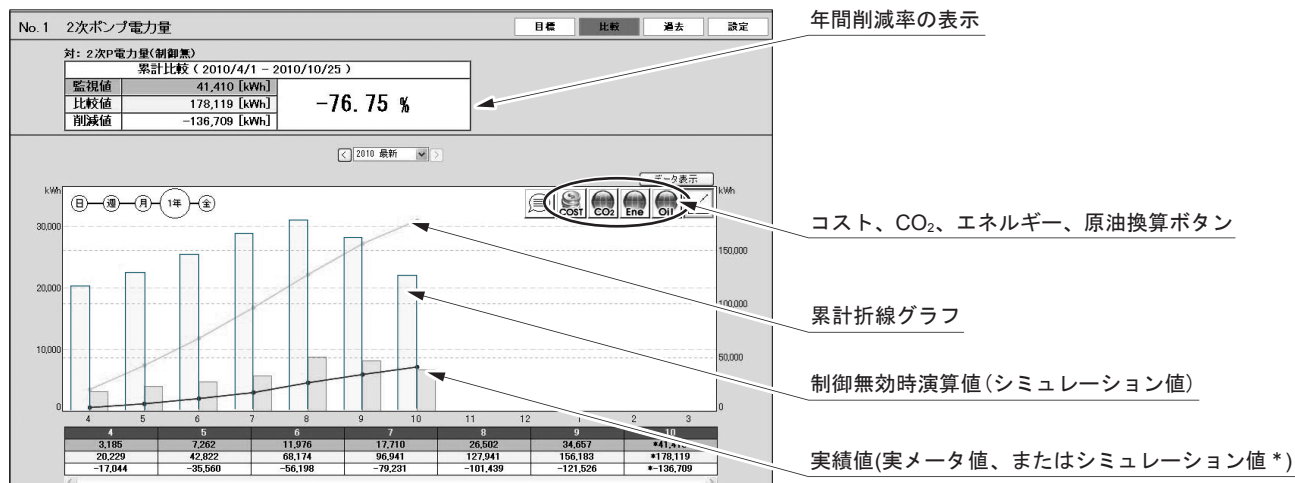 No. 1 2次ポンプ電力量
目標 比較 過去 設定
年間削減率の表示
対: 2次P電力量(制御無)
累計比較 ( 2010/4/1 - 2010/10/25 )
監視値 41,410 [kWh]
比較値 178,119 [kWh]
削減値 -136,709 [kWh]
-76.75 %
< 2010 最新 >
データ表示
kWh kWh
日 週 月 1年 全
COST CO2 Ene Oil
コスト、CO₂、エネルギー、原油換算ボタン
30,000
150,000
20,000
100,000
累計折線グラフ
10,000
50,000
制御無効時演算値(シミュレーション値)
0 0
4 5 6 7 8 9 10 11 12 1 2 3
4 5 6 7 8 9 10
3,185 7,262 11,976 17,710 26,502 34,657 *41,410
20,229 42,822 68,174 96,941 127,941 156,183 *178,119
-17,044 -35,560 -56,198 -79,231 -101,439 -121,526 *-136,709
実績値(実メータ値、またはシミュレーション値*)